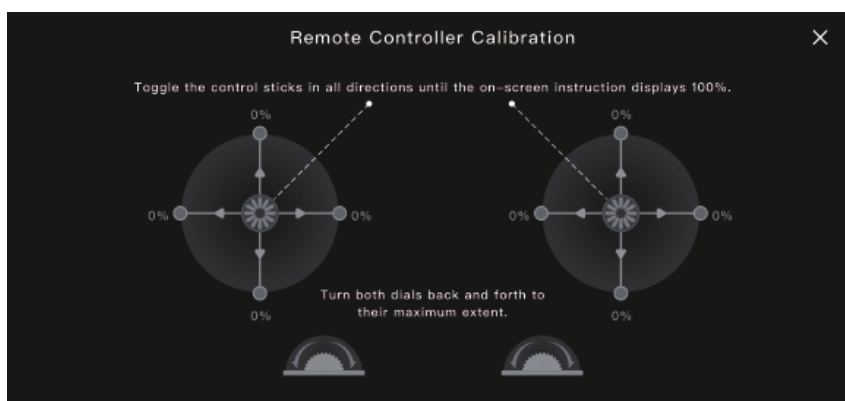 Remote Controller Calibration
Toggle the control sticks in all directions until the on-screen instruction displays 100%.
0%
0%
0%
0%
0%
0%
Turn both dials back and forth to
their maximum extent.
0%
0%